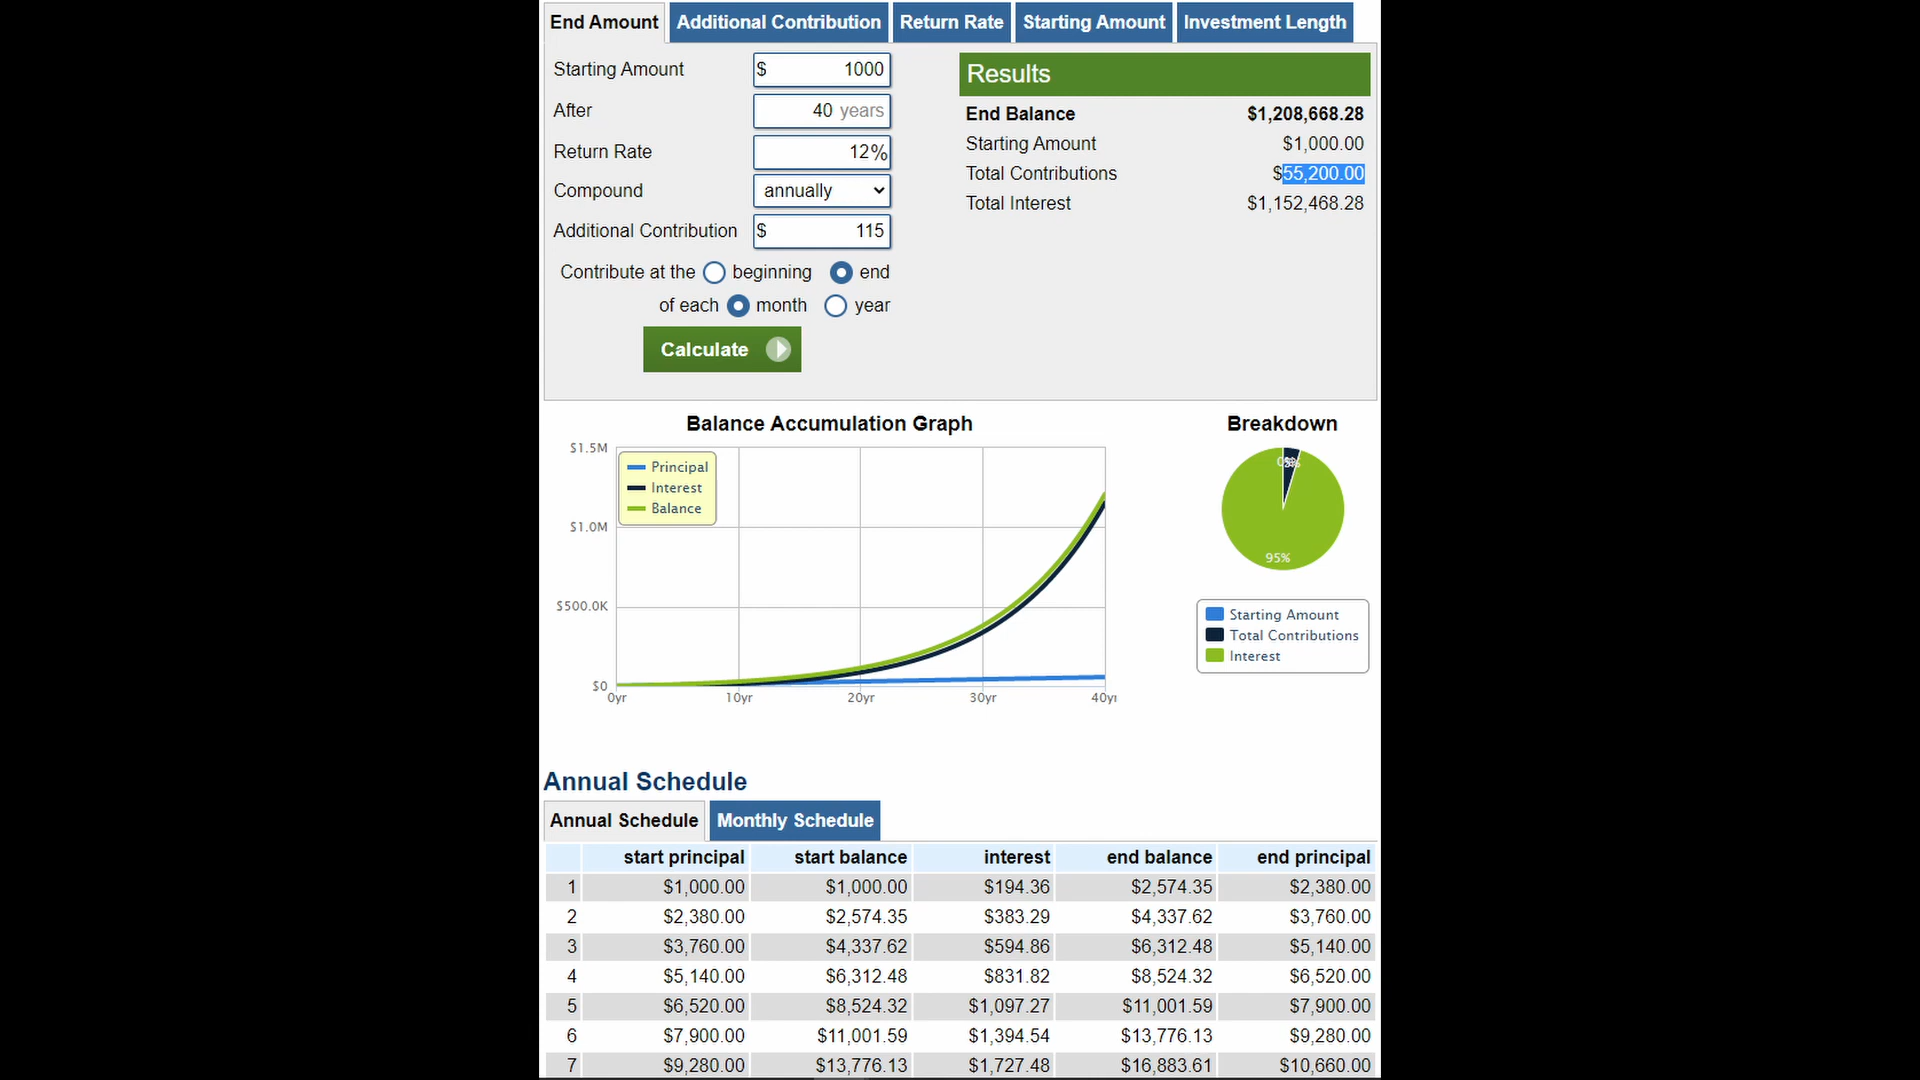 End Amount Additional Contribution Return Rate Starting Amount Investment Length
Starting Amount $ 1000
After 40 years
Return Rate 12%
Compound annually
Additional Contribution $ 115
Contribute at the beginning end
of each month year
Calculate
Results
End Balance $1,208,668.28
Starting Amount $1,000.00
Total Contributions $55,200.00
Total Interest $1,152,468.28
Balance Accumulation Graph
$1.5M
$1.0M
$500.0K
$0
Principal
Interest
Balance
0yr 10yr 20yr 30yr 40yr
Breakdown
95%
Starting Amount
Total Contributions
Interest
Annual Schedule
Annual Schedule Monthly Schedule
start principal start balance interest end balance end principal
1 $1,000.00 $1,000.00 $194.36 $2,574.35 $2,380.00
2 $2,380.00 $2,574.35 $383.29 $4,337.62 $3,760.00
3 $3,760.00 $4,337.62 $594.86 $6,312.48 $5,140.00
4 $5,140.00 $6,312.48 $831.82 $8,524.32 $6,520.00
5 $6,520.00 $8,524.32 $1,097.27 $11,001.59 $7,900.00
6 $7,900.00 $11,001.59 $1,394.54 $13,776.13 $9,280.00
7 $9,280.00 $13,776.13 $1,727.48 $16,883.61 $10,660.00